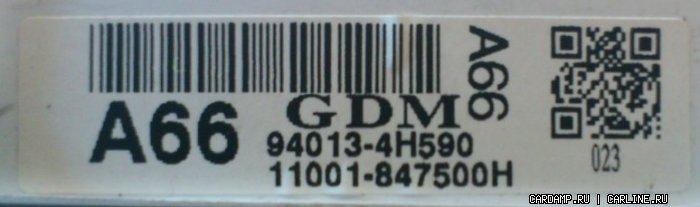 A66
GDM
A66
94013-4H590
11001-847500H
023
CARDAMP.RU | CARLINE.RU